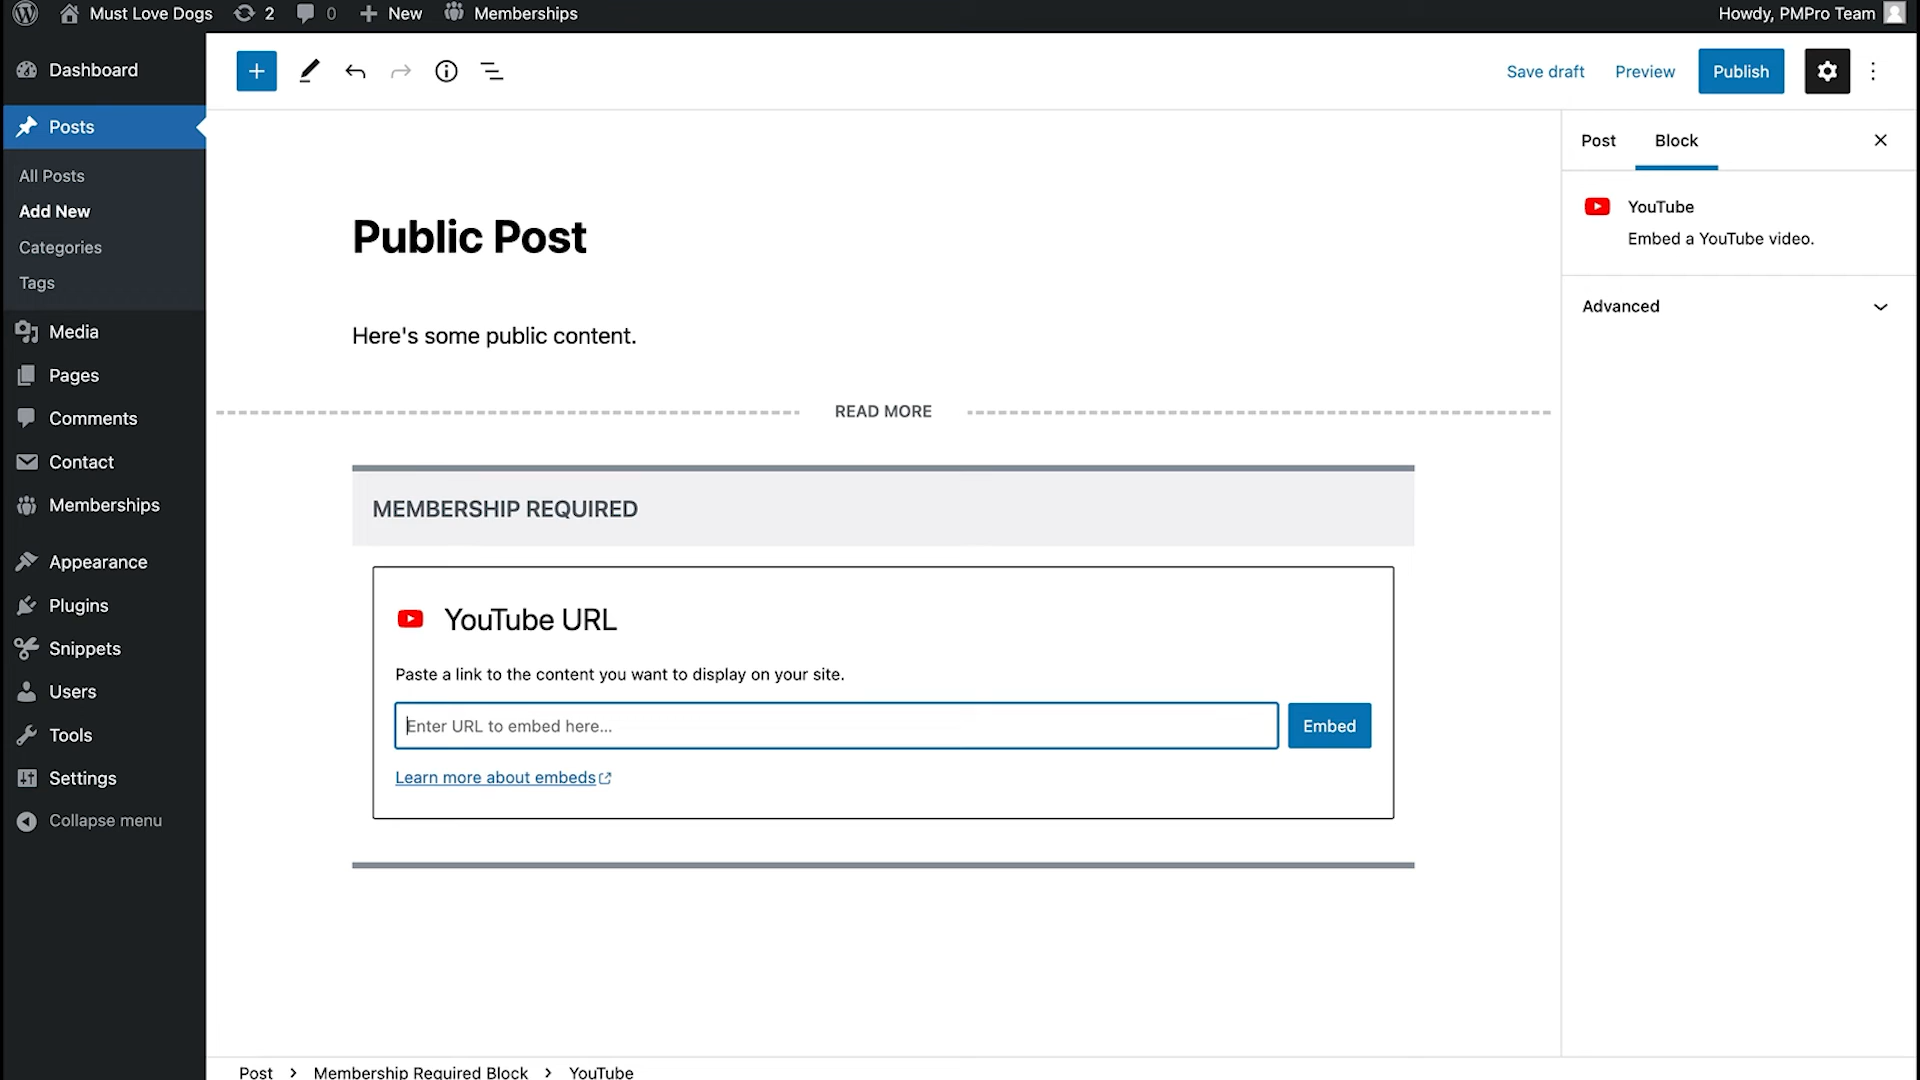 Must Love Dogs 2 0 New Memberships Howdy, PMPro Team
Dashboard
Posts
All Posts
Add New
Categories
Tags
Media
Pages
Comments
Contact
Memberships
Appearance
Plugins
Snippets
Users
Tools
Settings
Collapse menu
Save draft Preview Publish
Public Post
Here's some public content.
READ MORE
MEMBERSHIP REQUIRED
YouTube URL
Paste a link to the content you want to display on your site.
Enter URL to embed here... Embed
Learn more about embeds
Post Block
YouTube
Embed a YouTube video.
Advanced
Post > Membership Required Block > YouTube